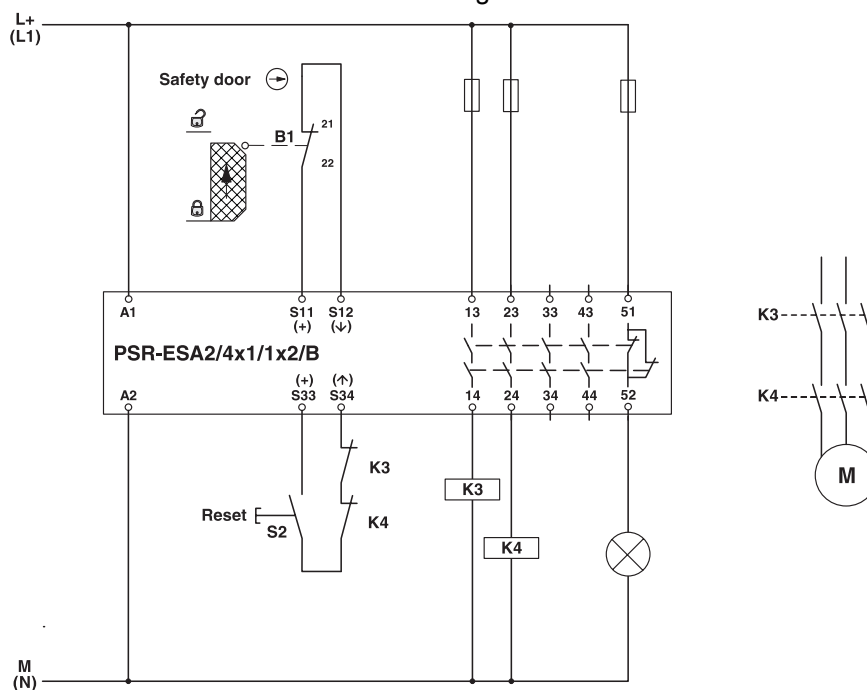 g
L+
(L1)
Safety door
B1
21
22
A1
S11
(+)
S12
(↓)
13
23
33
43
51
PSR-ESA2/4x1/1x2/B
A2
(+)
S33
(↑)
S34
14
24
34
44
52
K3
K4
Reset
S2
K3
K4
K3
K4
M
M
(N)